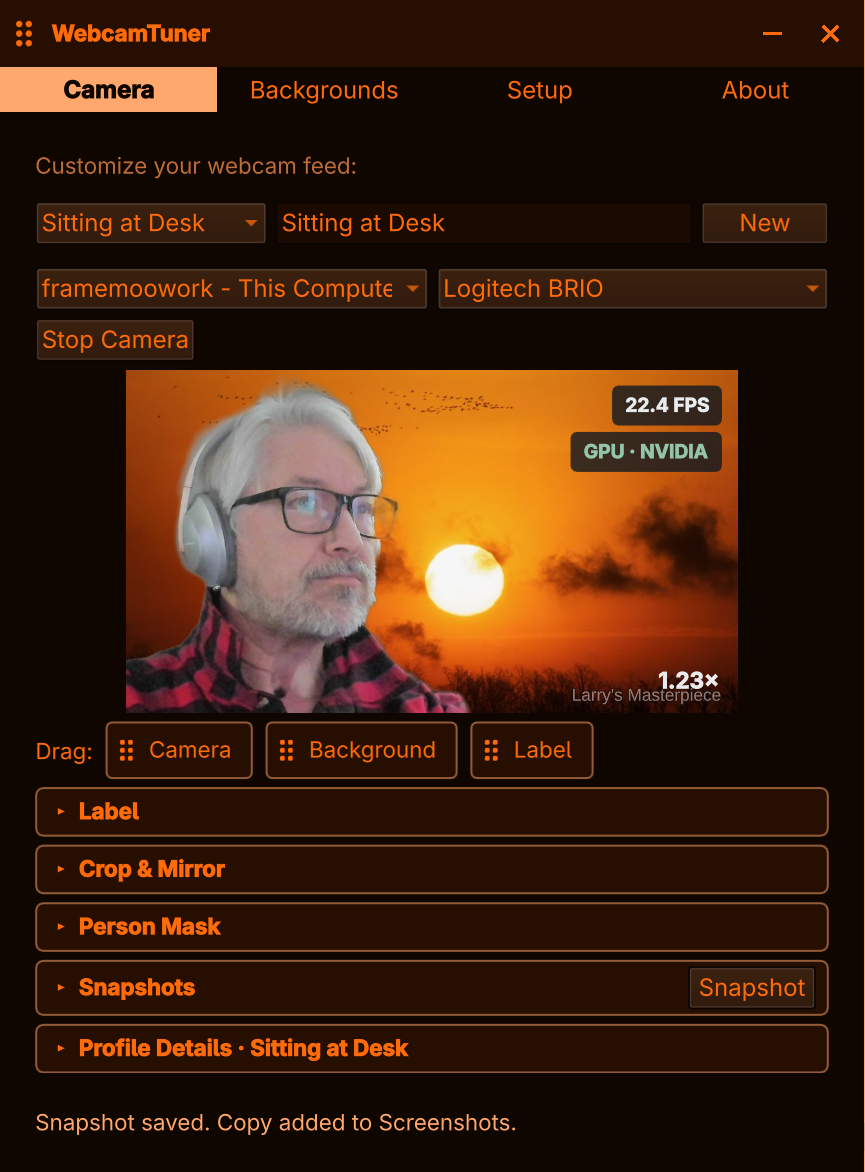 WebcamTuner
Camera Backgrounds Setup About
Customize your webcam feed:
Sitting at Desk Sitting at Desk New
framemoowork - This Compute Logitech BRIO
Stop Camera
22.4 FPS
GPU · NVIDIA
1.23×
Larry's Masterpiece
Drag: Camera Background Label
Label
Crop & Mirror
Person Mask
Snapshots Snapshot
Profile Details · Sitting at Desk
Snapshot saved. Copy added to Screenshots.